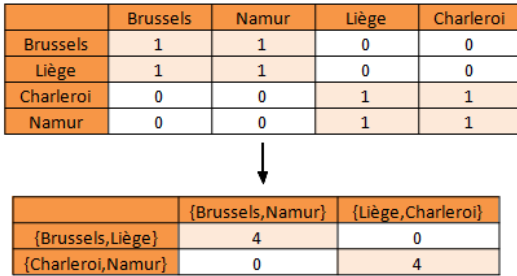 Brussels Namur Liège Charleroi
Brussels 1 1 0 0
Liège 1 1 0 0
Charleroi 0 0 1 1
Namur 0 0 1 1
{Brussels,Namur} {Liège,Charleroi}
{Brussels,Liège} 4 0
{Charleroi,Namur} 0 4